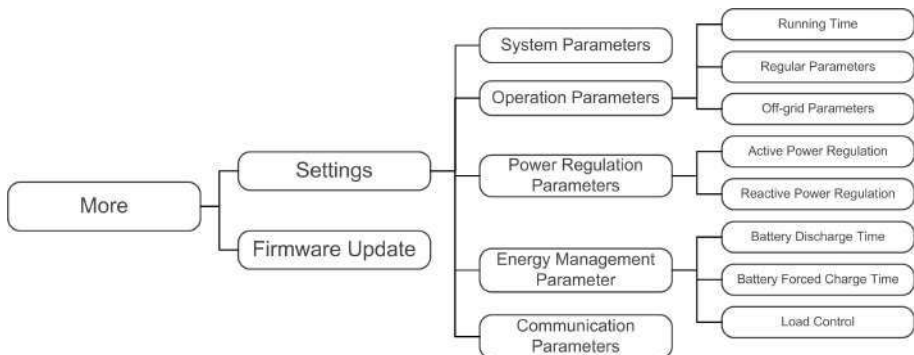 More
Settings
Firmware Update
System Parameters
Operation Parameters
Running Time
Regular Parameters
Off-grid Parameters
Power Regulation
Parameters
Active Power Regulation
Reactive Power Regulation
Energy Management
Parameter
Battery Discharge Time
Battery Forced Charge Time
Load Control
Communication
Parameters